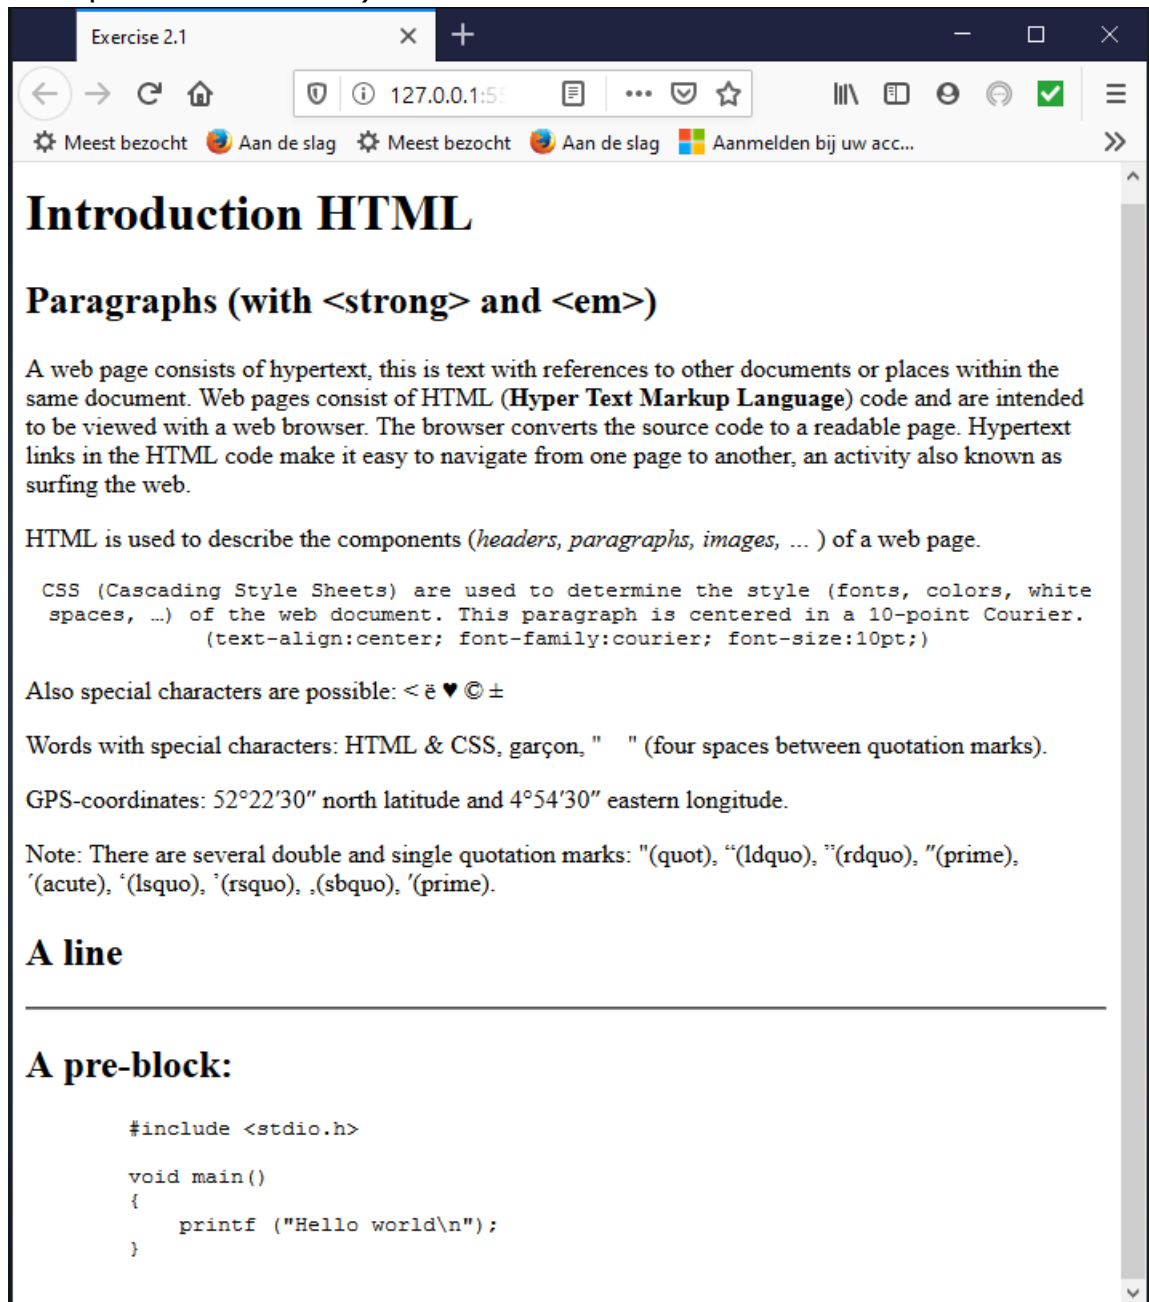 Exercise 2.1
127.0.0.1:55
Meest bezocht Aan de slag Meest bezocht Aan de slag Aanmelden bij uw acc...
Introduction HTML
Paragraphs (with <strong> and <em>)
A web page consists of hypertext, this is text with references to other documents or places within the
same document. Web pages consist of HTML (Hyper Text Markup Language) code and are intended
to be viewed with a web browser. The browser converts the source code to a readable page. Hypertext
links in the HTML code make it easy to navigate from one page to another, an activity also known as
surfing the web.
HTML is used to describe the components (headers, paragraphs, images, … ) of a web page.
CSS (Cascading Style Sheets) are used to determine the style (fonts, colors, white
spaces, …) of the web document. This paragraph is centered in a 10-point Courier.
(text-align:center; font-family:courier; font-size:10pt;)
Also special characters are possible: < ë ♥ © ±
Words with special characters: HTML & CSS, garçon, "    " (four spaces between quotation marks).
GPS-coordinates: 52°22′30″ north latitude and 4°54′30″ eastern longitude.
Note: There are several double and single quotation marks: "(quot), “(ldquo), ”(rdquo), ″(prime),
´(acute), ‘(lsquo), ’(rsquo), ‚(sbquo), ′(prime).
A line
A pre-block:
#include <stdio.h>
void main()
{
    printf ("Hello world\n");
}